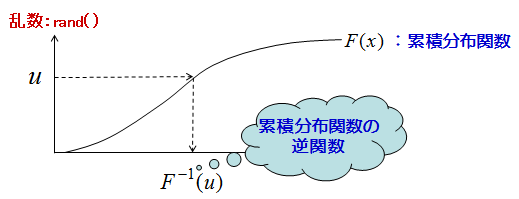 乱数：rand()
F(x) ：累積分布関数
u
累積分布関数の
逆関数
F⁻¹(u)